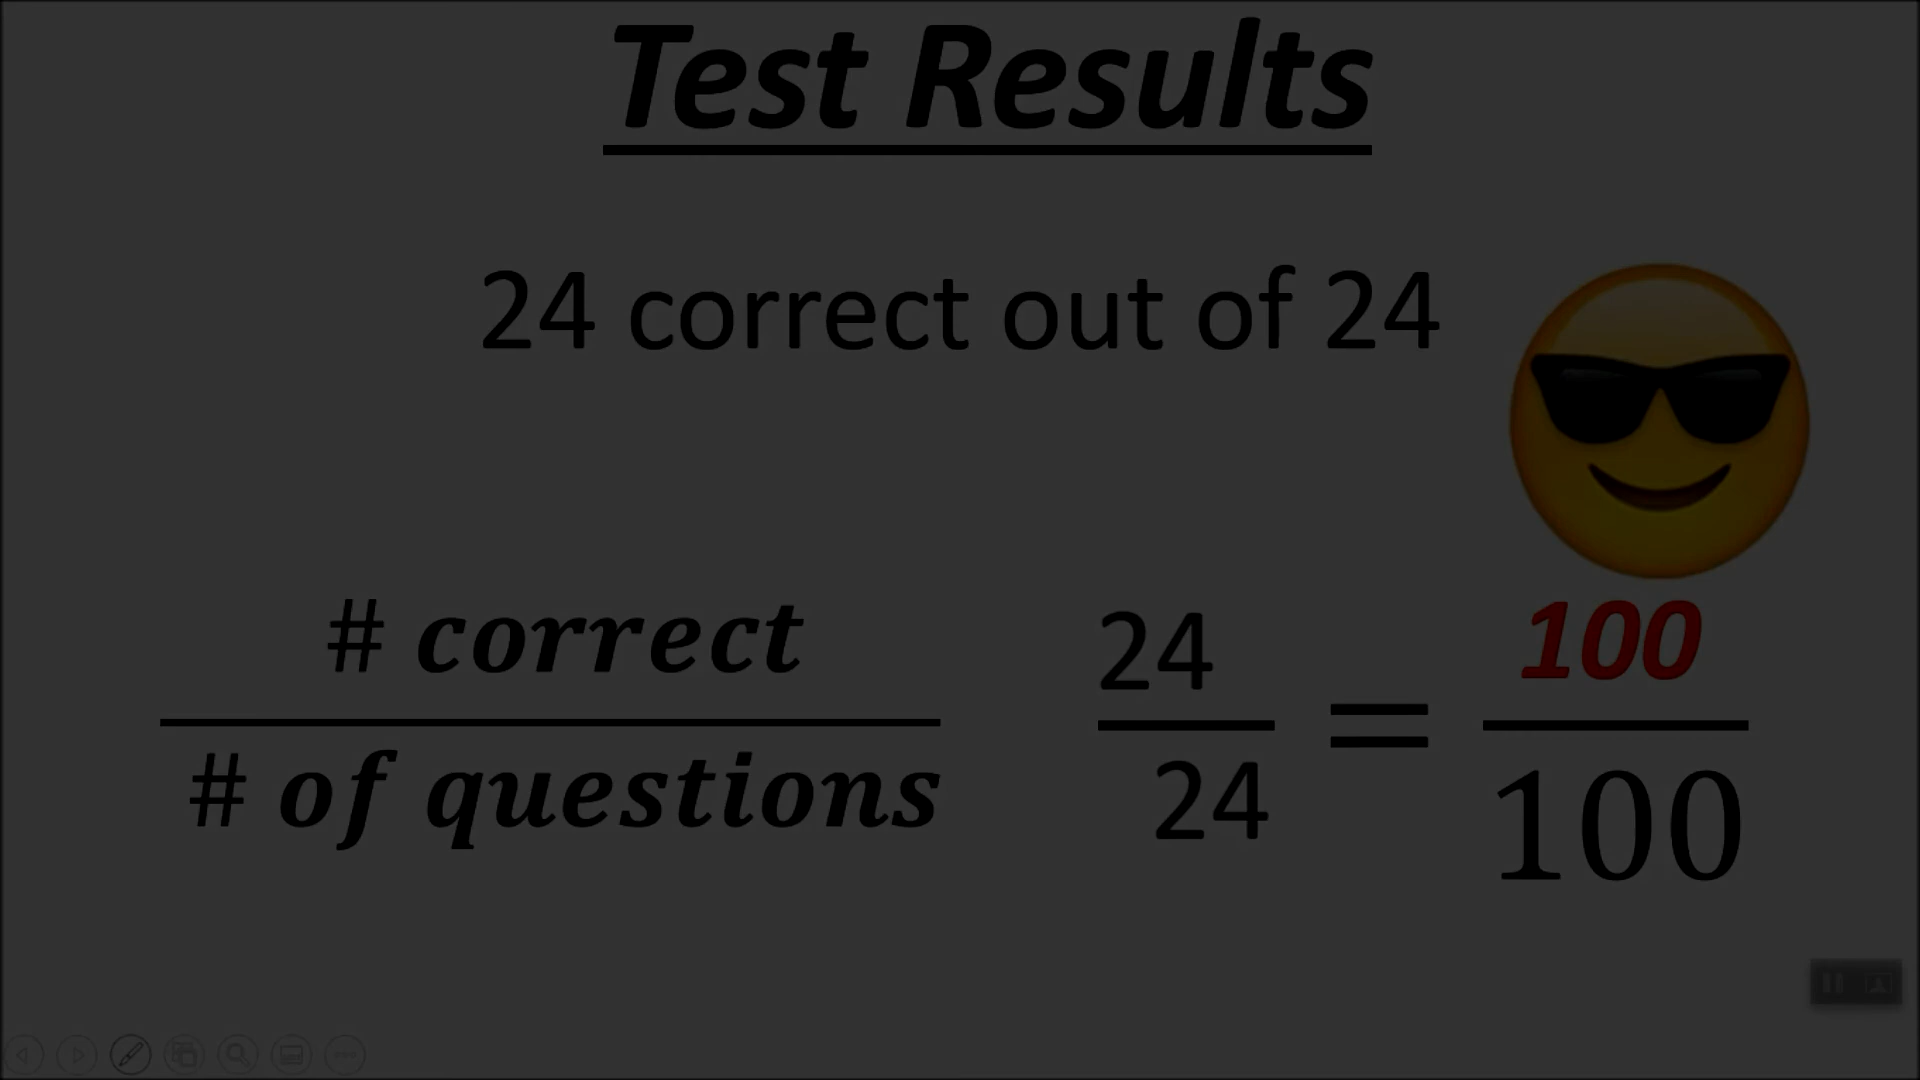 Test Results
24 correct out of 24
# correct
# of questions
24
24
=
100
100